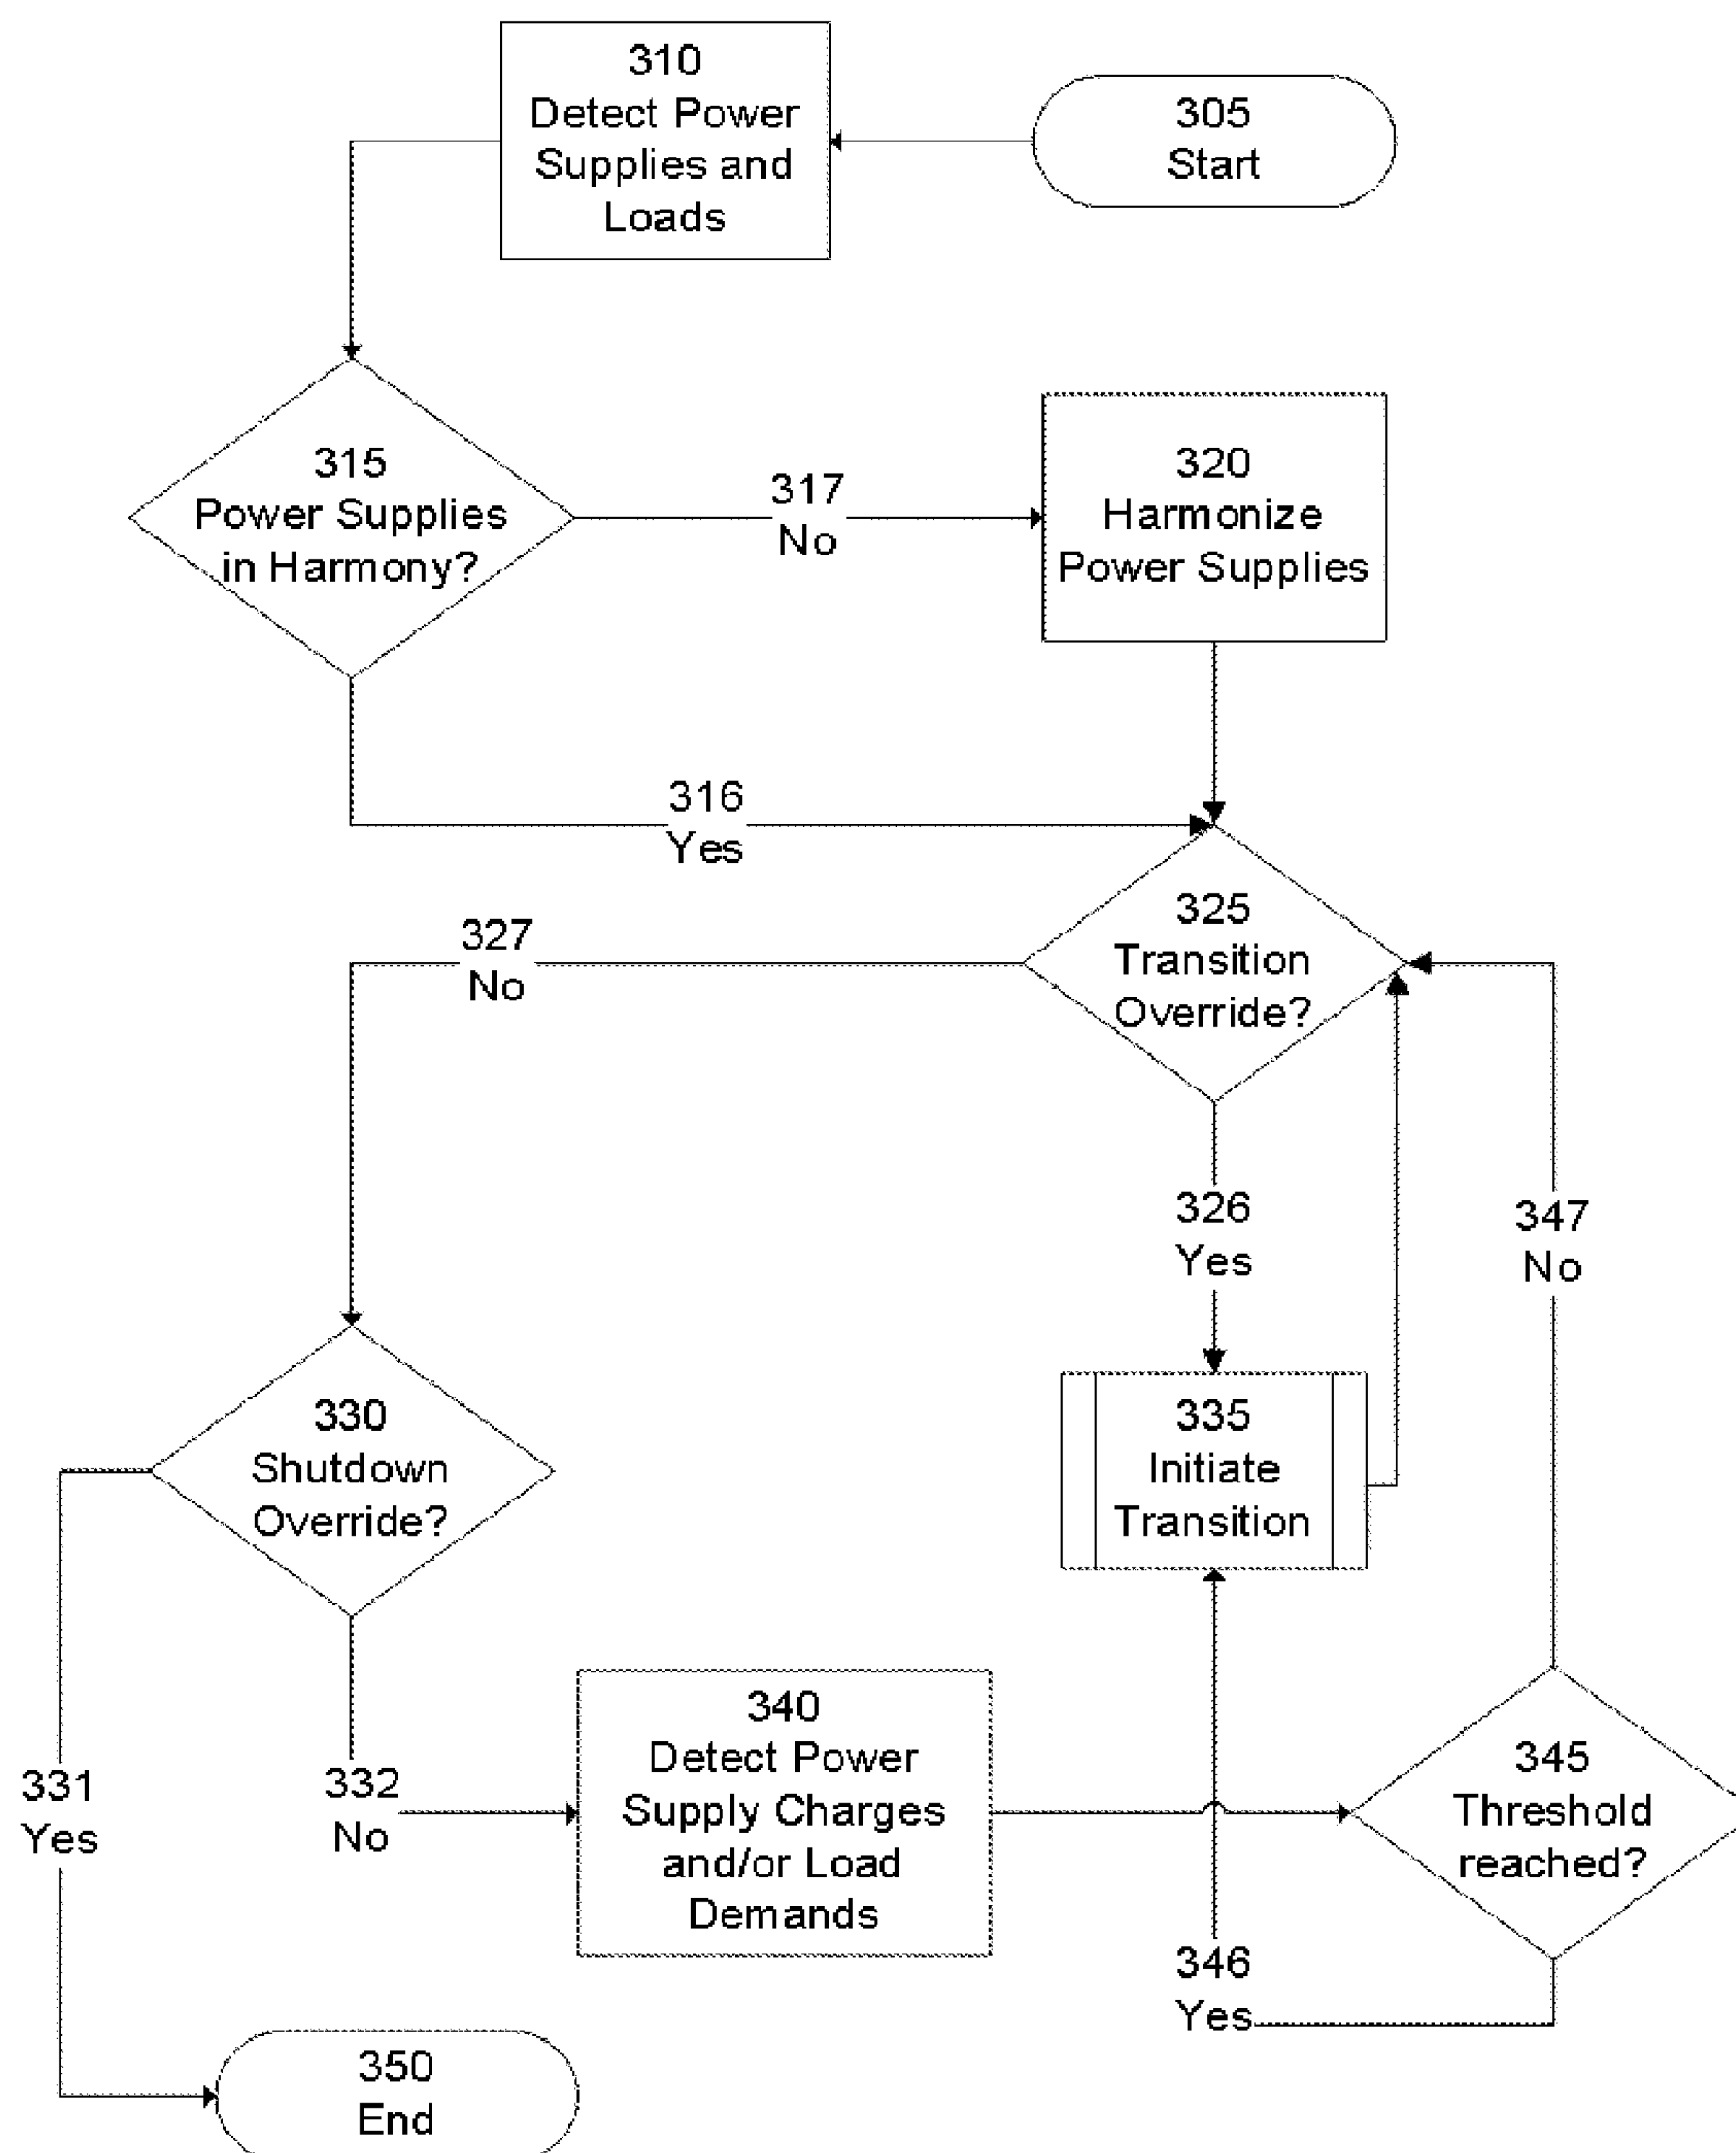 310
Detect Power
Supplies and
Loads
305
Start
315
Power Supplies
in Harmony?
317
No
320
Harmonize
Power Supplies
316
Yes
325
Transition
Override?
327
No
326
Yes
347
No
330
Shutdown
Override?
335
Initiate
Transition
331
Yes
332
No
340
Detect Power
Supply Charges
and/or Load
Demands
345
Threshold
reached?
346
Yes
350
End